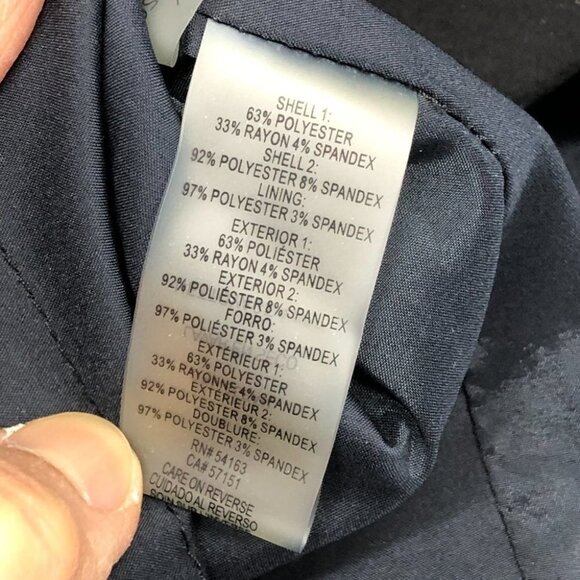 SHELL 1:
63% POLYESTER
33% RAYON 4% SPANDEX
SHELL 2:
92% POLYESTER 8% SPANDEX
LINING:
97% POLYESTER 3% SPANDEX
EXTERIOR 1:
63% POLIÉSTER
33% RAYON 4% SPANDEX
EXTERIOR 2:
92% POLIÉSTER 8% SPANDEX
FORRO:
97% POLIÉSTER 3% SPANDEX
EXTÉRIEUR 1:
63% POLYESTER
33% RAYONNE 4% SPANDEX
EXTÉRIEUR 2:
92% POLYESTER 8% SPANDEX
DOUBLURE:
97% POLYESTER 3% SPANDEX
RN# 54163
CA# 57151
CARE ON REVERSE
CUIDADO AL REVERSO